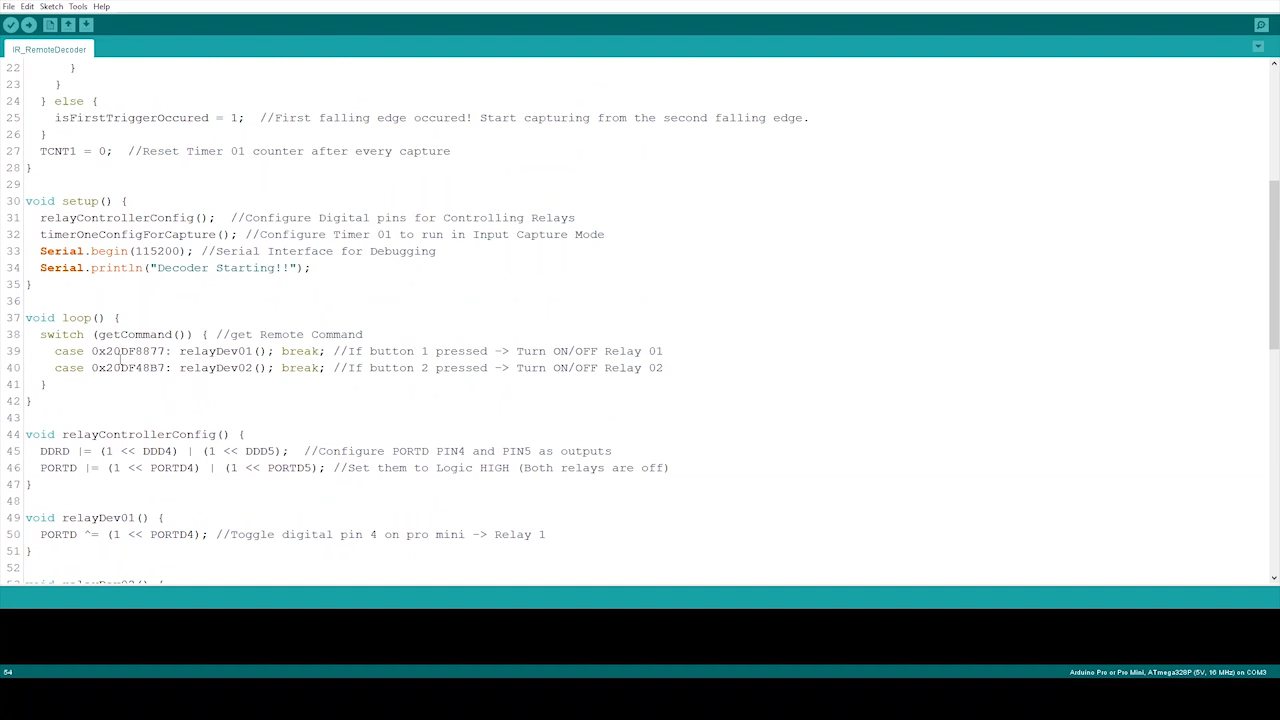 File Edit Sketch Tools Help
IR_RemoteDecoder
22 }
23 }
24 } else {
25 isFirstTriggerOccured = 1; //First falling edge occured! Start capturing from the second falling edge.
26 }
27 TCNT1 = 0; //Reset Timer 01 counter after every capture
28 }
29
30 void setup() {
31 relayControllerConfig(); //Configure Digital pins for Controlling Relays
32 timerOneConfigForCapture(); //Configure Timer 01 to run in Input Capture Mode
33 Serial.begin(115200); //Serial Interface for Debugging
34 Serial.println("Decoder Starting!!");
35 }
36
37 void loop() {
38 switch (getCommand()) { //get Remote Command
39 case 0x20DF8877: relayDev01(); break; //If button 1 pressed -> Turn ON/OFF Relay 01
40 case 0x20DF48B7: relayDev02(); break; //If button 2 pressed -> Turn ON/OFF Relay 02
41 }
42 }
43
44 void relayControllerConfig() {
45 DDRD |= (1 << DDD4) | (1 << DDD5); //Configure PORTD PIN4 and PIN5 as outputs
46 PORTD |= (1 << PORTD4) | (1 << PORTD5); //Set them to Logic HIGH (Both relays are off)
47 }
48
49 void relayDev01() {
50 PORTD ^= (1 << PORTD4); //Toggle digital pin 4 on pro mini -> Relay 1
51 }
52
54
Arduino Pro or Pro Mini, ATmega328P (5V, 16 MHz) on COM3